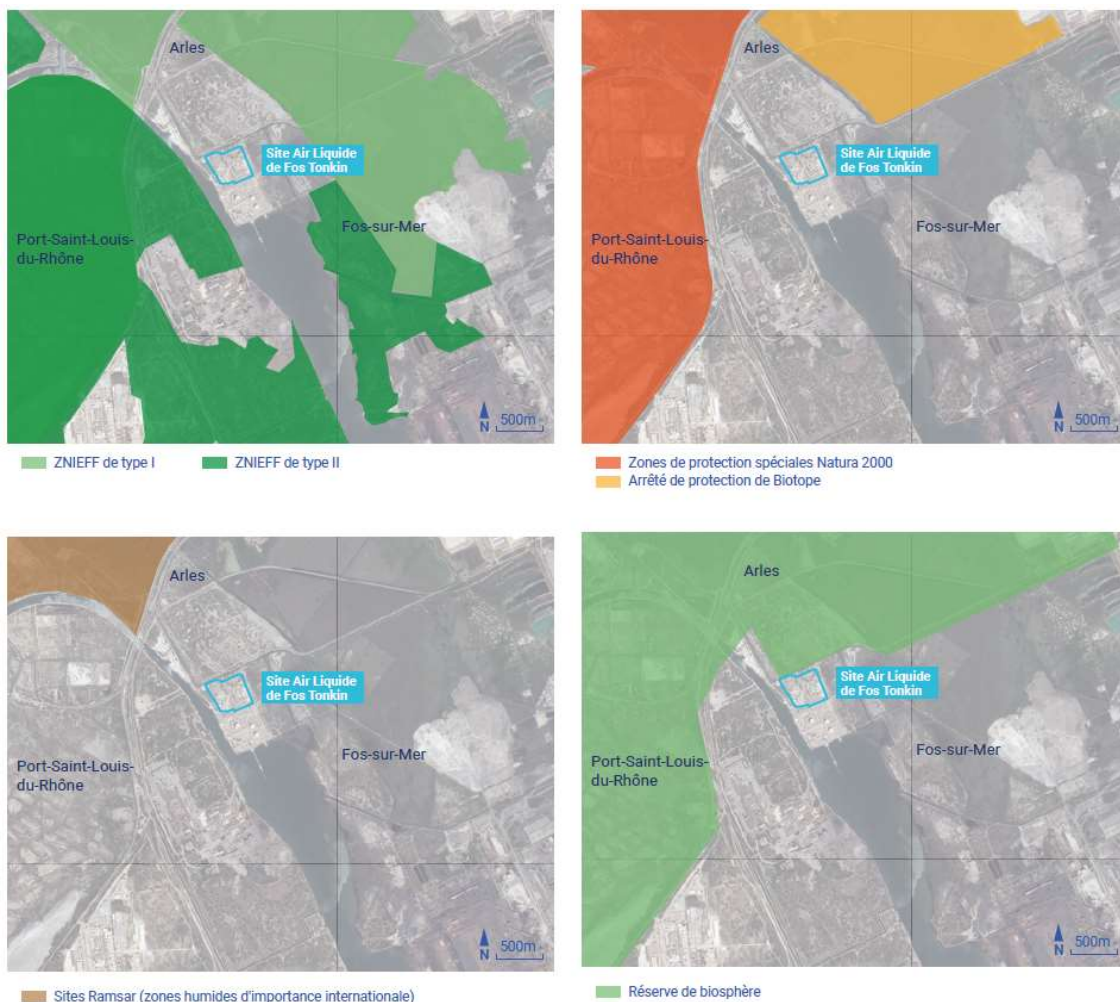 Arles
Site Air Liquide
de Fos Tonkin
Port-Saint-Louis-
du-Rhône
Fos-sur-Mer
N 500m
ZNIEFF de type I
ZNIEFF de type II
Arles
Site Air Liquide
de Fos Tonkin
Port-Saint-Louis-
du-Rhône
Fos-sur-Mer
N 500m
Zones de protection spéciales Natura 2000
Arrêté de protection de Biotope
Arles
Site Air Liquide
de Fos Tonkin
Fos-sur-Mer
Port-Saint-Louis-
du-Rhône
N 500m
Sites Ramsar (zones humides d'importance internationale)
Arles
Site Air Liquide
de Fos Tonkin
Fos-sur-Mer
Port-Saint-Louis-
du-Rhône
N 500m
Réserve de biosphère